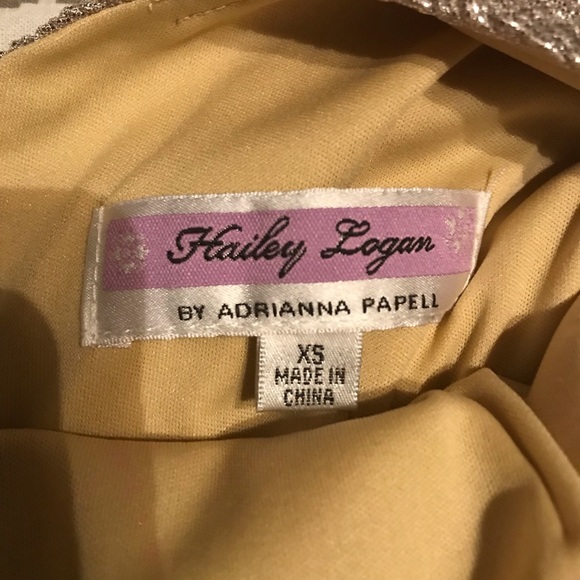 Hailey Logan
BY ADRIANNA PAPELL
XS
MADE IN
CHINA